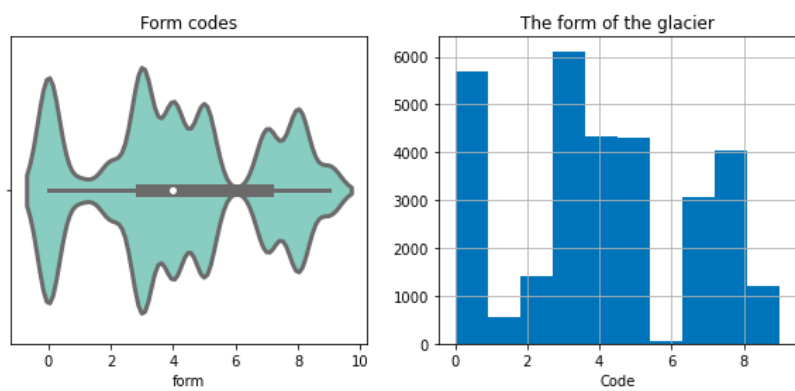 Form codes
0 2 4 6 8 10
form
The form of the glacier
6000
5000
4000
3000
2000
1000
0
0 2 4 6 8
Code